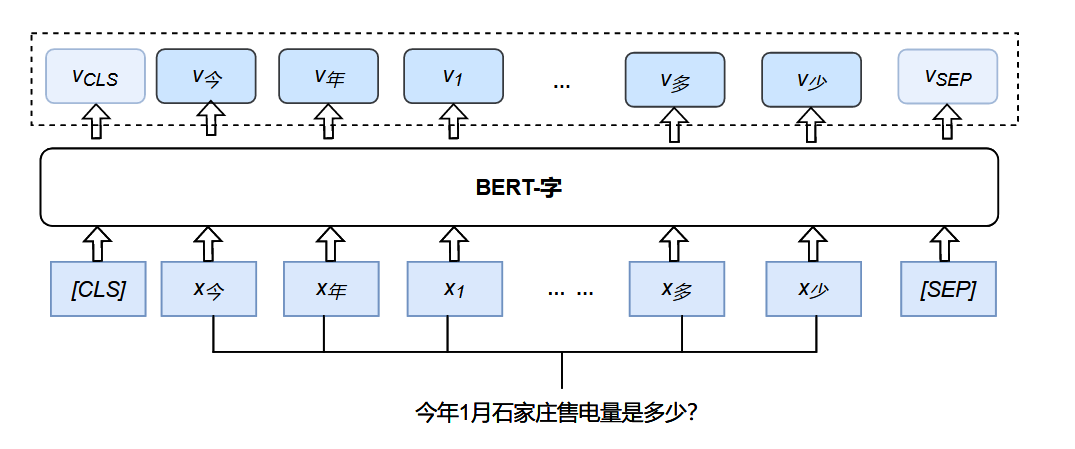 vCLS v今 v年 v1 ... v多 v少 vSEP
BERT-字
[CLS] x今 x年 x1 ... ... x多 x少 [SEP]
今年1月石家庄售电量是多少?